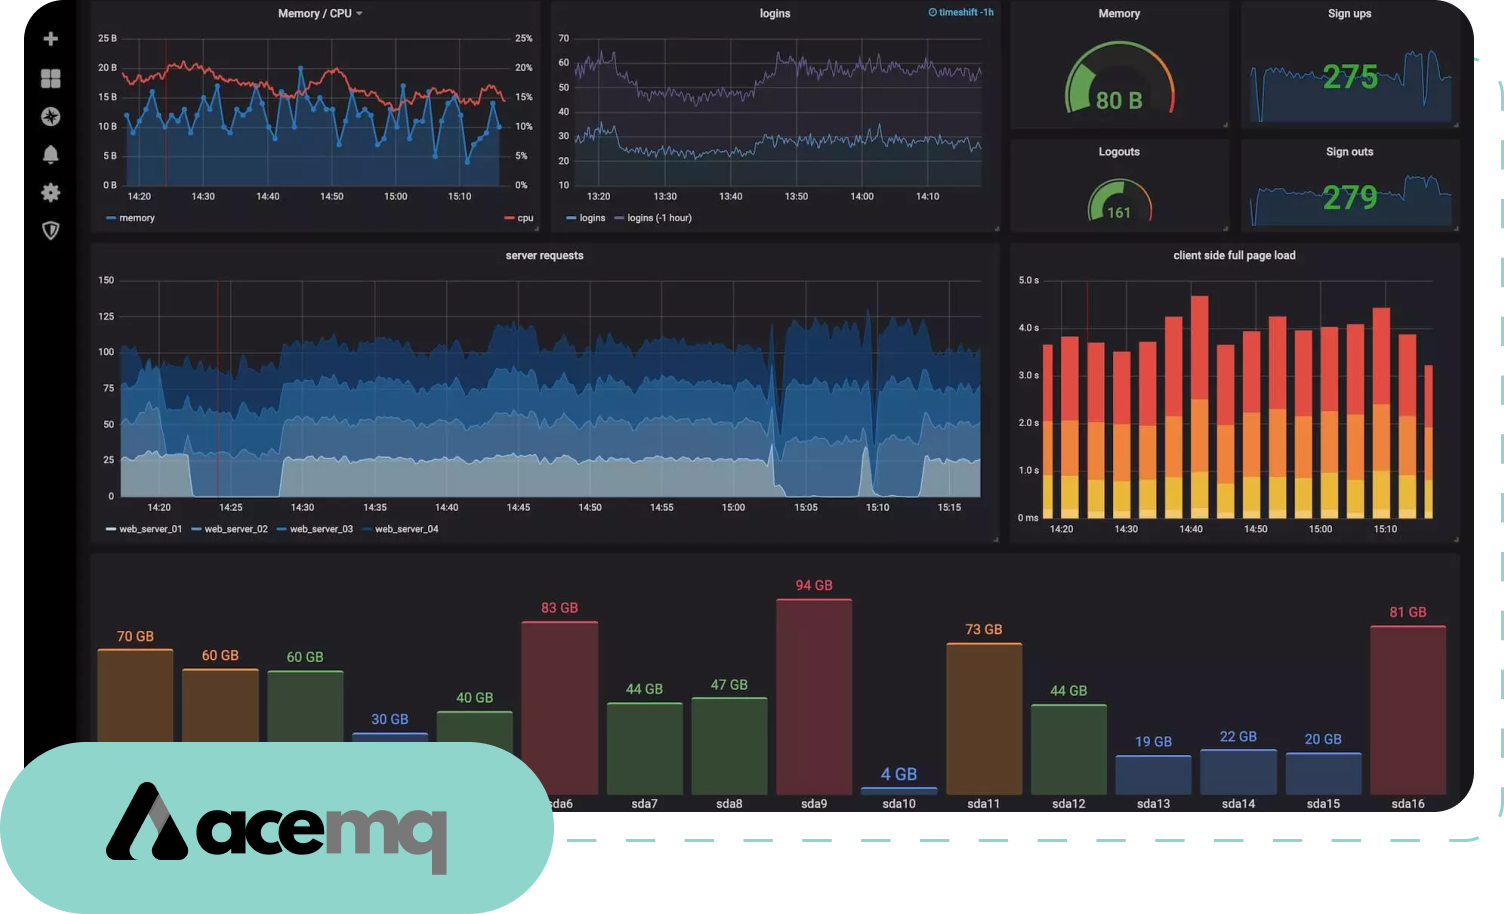 Memory / CPU
25 B
20 B
15 B
10 B
5 B
0 B
25%
20%
15%
10%
5%
0%
14:20 14:30 14:40 14:50 15:00 15:10
memory
cpu
logins
timeshift -1h
70
60
50
40
30
20
10
13:20 13:30 13:40 13:50 14:00 14:10
logins logins (-1 hour)
Memory
80 B
Sign ups
275
Logouts
161
Sign outs
279
server requests
150
125
100
75
50
25
0
14:20 14:25 14:30 14:35 14:40 14:45 14:50 14:55 15:00 15:05 15:10 15:15
web_server_01 web_server_02 web_server_03 web_server_04
client side full page load
5.0 s
4.0 s
3.0 s
2.0 s
1.0 s
0 ms
14:20 14:30 14:40 14:50 15:00 15:10
70 GB 60 GB 60 GB 30 GB 40 GB 83 GB 44 GB 47 GB 94 GB 4 GB 73 GB 44 GB 19 GB 22 GB 20 GB 81 GB
sda6 sda7 sda8 sda9 sda10 sda11 sda12 sda13 sda14 sda15 sda16
acemq